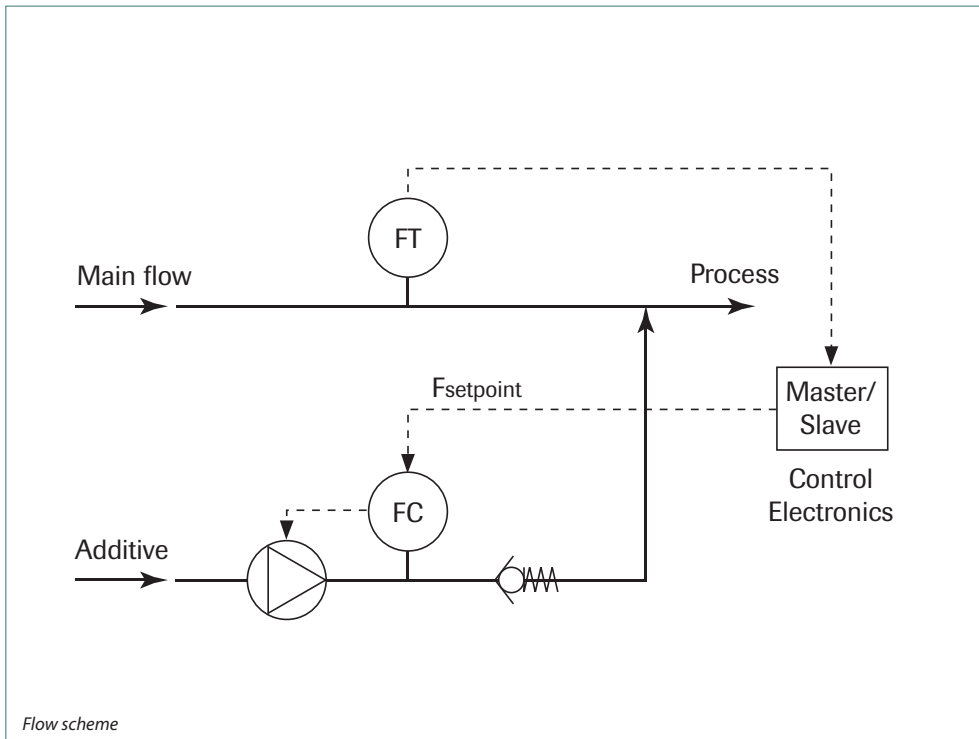 FT
Main flow
Process
Fsetpoint
Master/
Slave
Control
Electronics
FC
Additive
Flow scheme